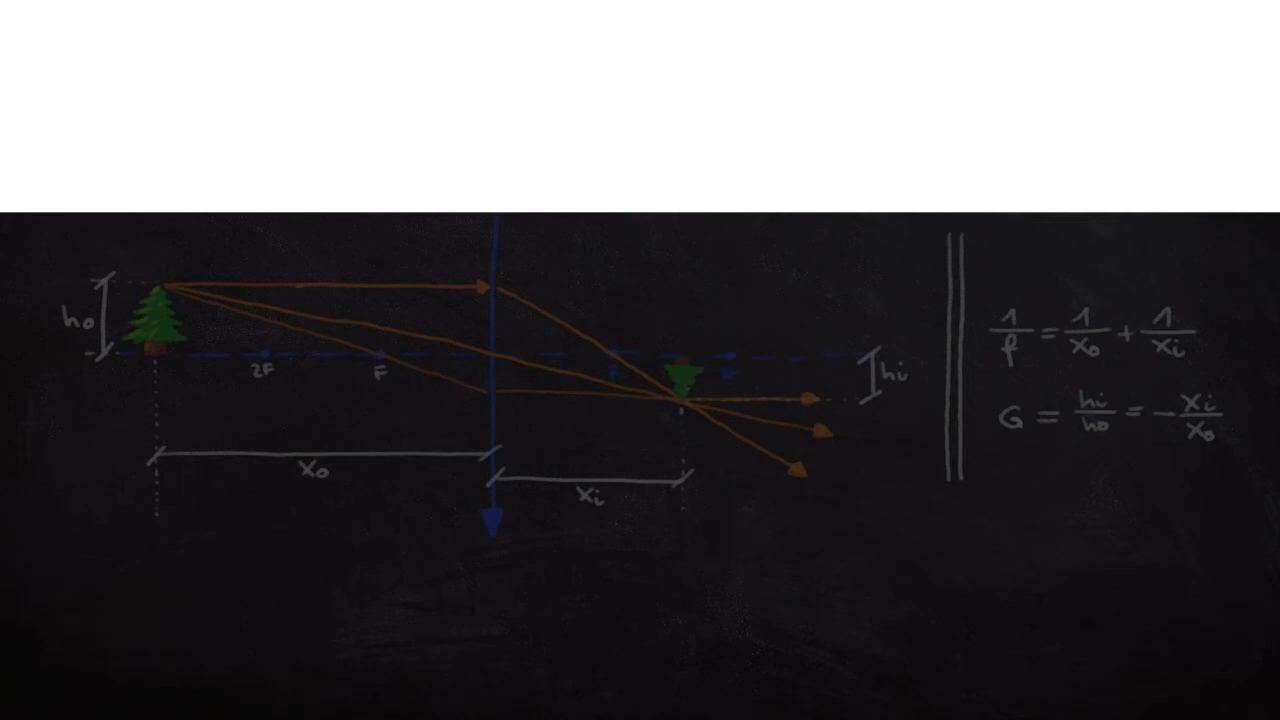 ho
2F
F
F
hi
xo
xi
1/f = 1/xo + 1/xi
G = hi/ho = -xi/xo